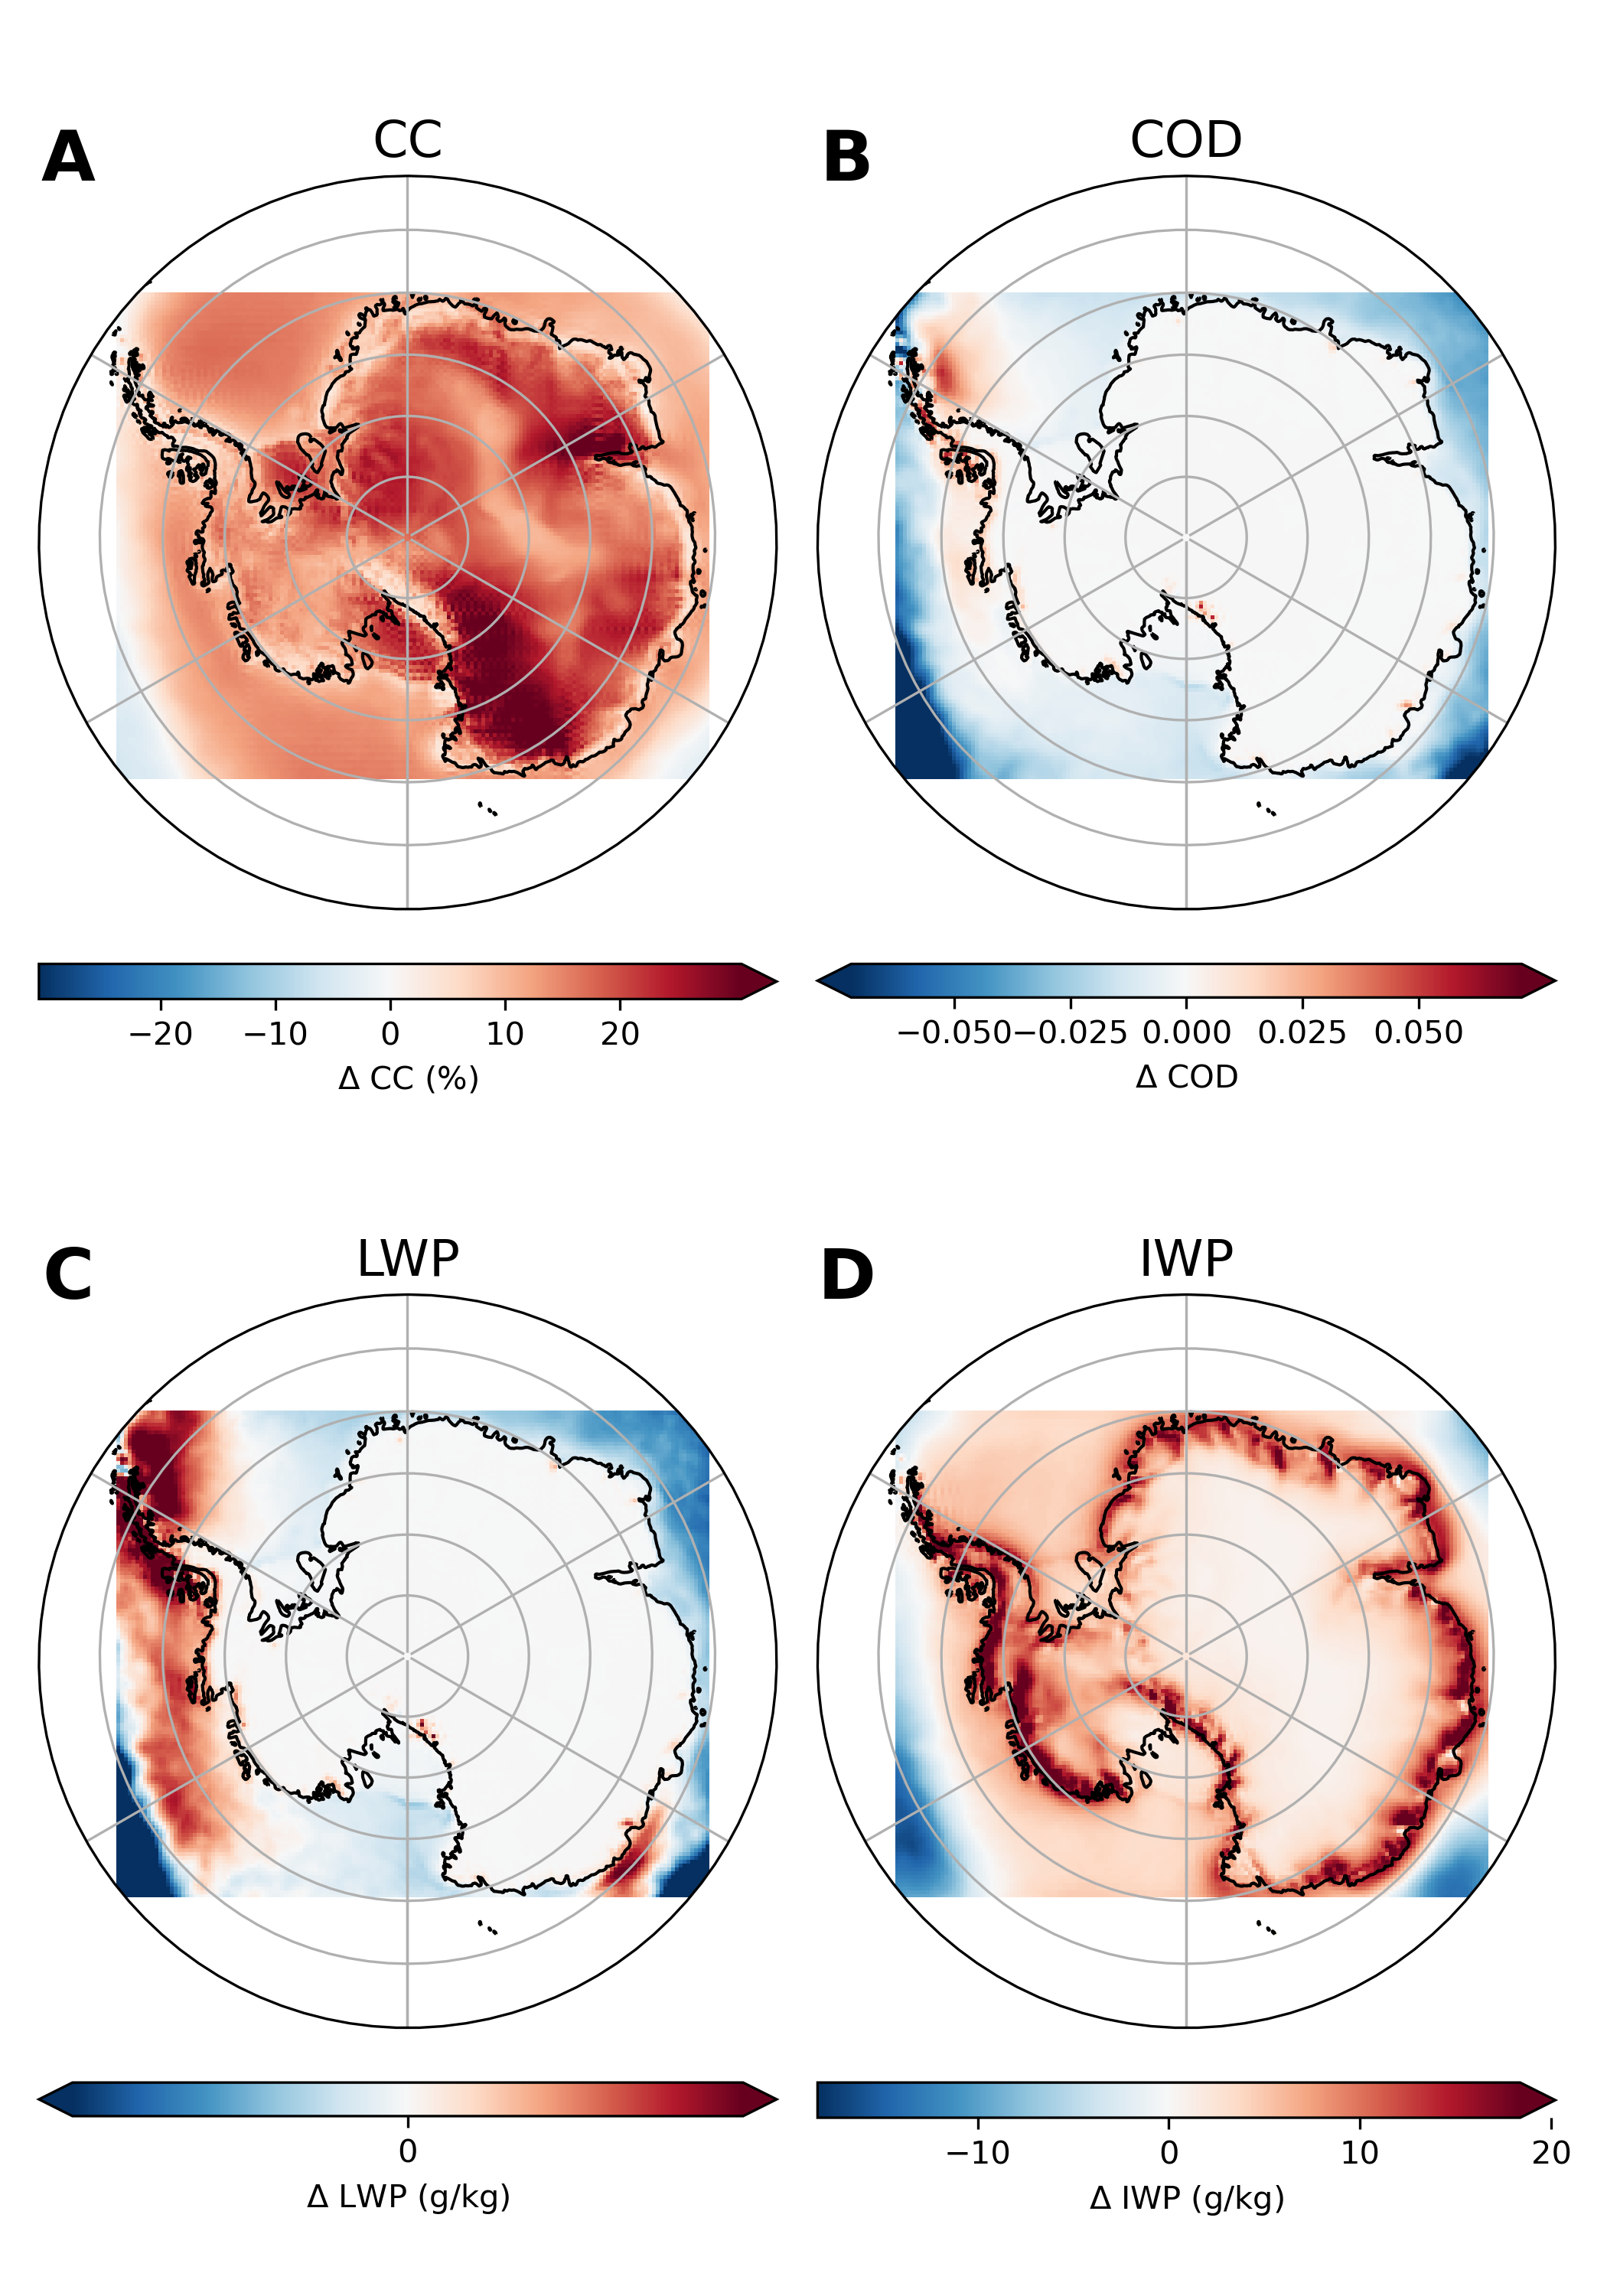 A CC
B COD
−20 −10 0 10 20
Δ CC (%)
−0.050 −0.025 0.000 0.025 0.050
Δ COD
C LWP
D IWP
0
Δ LWP (g/kg)
−10 0 10 20
Δ IWP (g/kg)